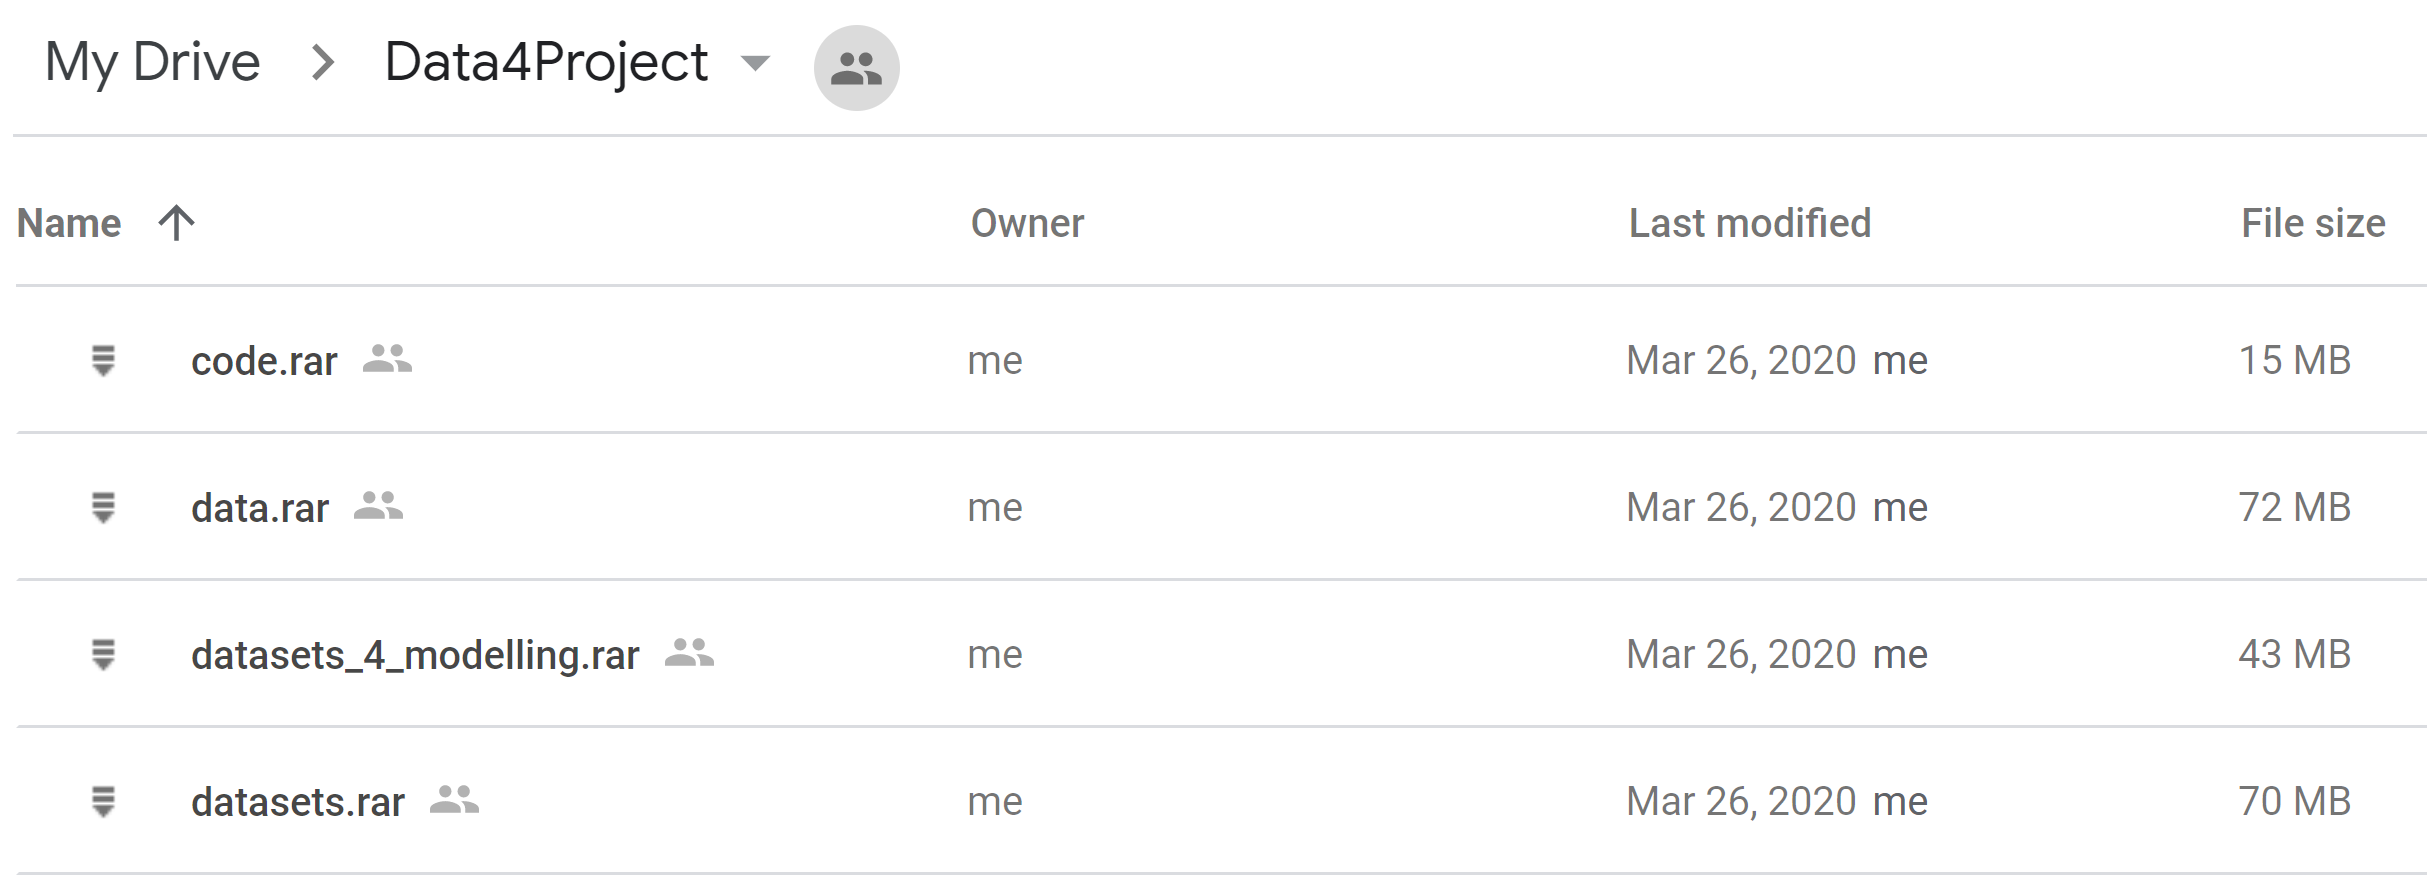 My Drive > Data4Project
Name Owner Last modified File size
code.rar me Mar 26, 2020 me 15 MB
data.rar me Mar 26, 2020 me 72 MB
datasets_4_modelling.rar me Mar 26, 2020 me 43 MB
datasets.rar me Mar 26, 2020 me 70 MB